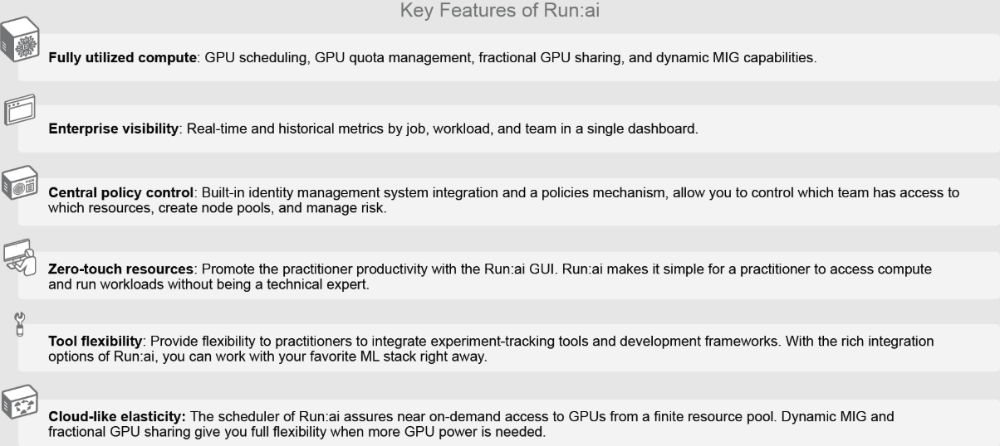 Key Features of Run:ai
Fully utilized compute: GPU scheduling, GPU quota management, fractional GPU sharing, and dynamic MIG capabilities.
Enterprise visibility: Real-time and historical metrics by job, workload, and team in a single dashboard.
Central policy control: Built-in identity management system integration and a policies mechanism, allow you to control which team has access to
which resources, create node pools, and manage risk.
Zero-touch resources: Promote the practitioner productivity with the Run:ai GUI. Run:ai makes it simple for a practitioner to access compute
and run workloads without being a technical expert.
Tool flexibility: Provide flexibility to practitioners to integrate experiment-tracking tools and development frameworks. With the rich integration
options of Run:ai, you can work with your favorite ML stack right away.
Cloud-like elasticity: The scheduler of Run:ai assures near on-demand access to GPUs from a finite resource pool. Dynamic MIG and
fractional GPU sharing give you full flexibility when more GPU power is needed.